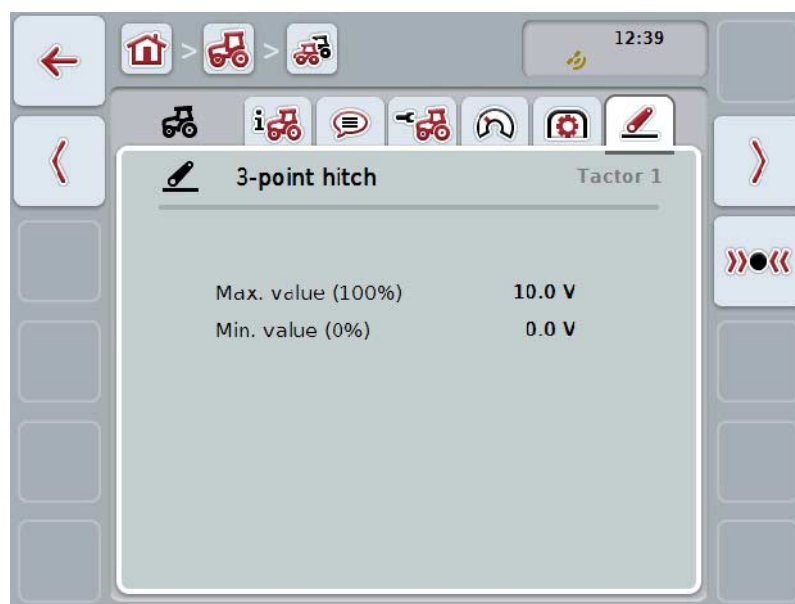 12:39
3-point hitch Tactor 1
Max. value (100%) 10.0 V
Min. value (0%) 0.0 V